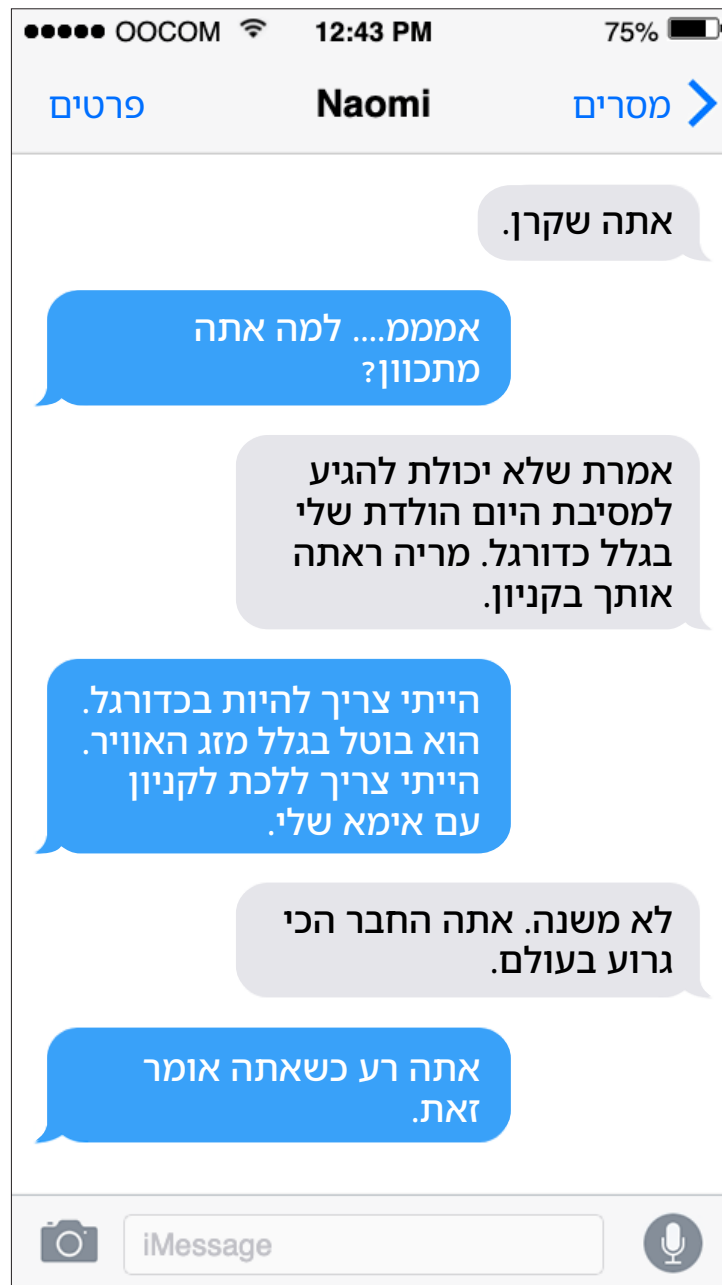 OOCOM 12:43 PM 75%
מסרים Naomi פרטים
אתה שקרן.
אמממ.... למה אתה
מתכוון?
אמרת שלא יכולת להגיע
למסיבת היום הולדת שלי
בגלל כדורגל. מריה ראתה
אותך בקניון.
הייתי צריך להיות בכדורגל.
הוא בוטל בגלל מזג האוויר.
הייתי צריך ללכת לקניון
עם אימא שלי.
לא משנה. אתה החבר הכי
גרוע בעולם.
אתה רע כשאתה אומר
זאת.
iMessage